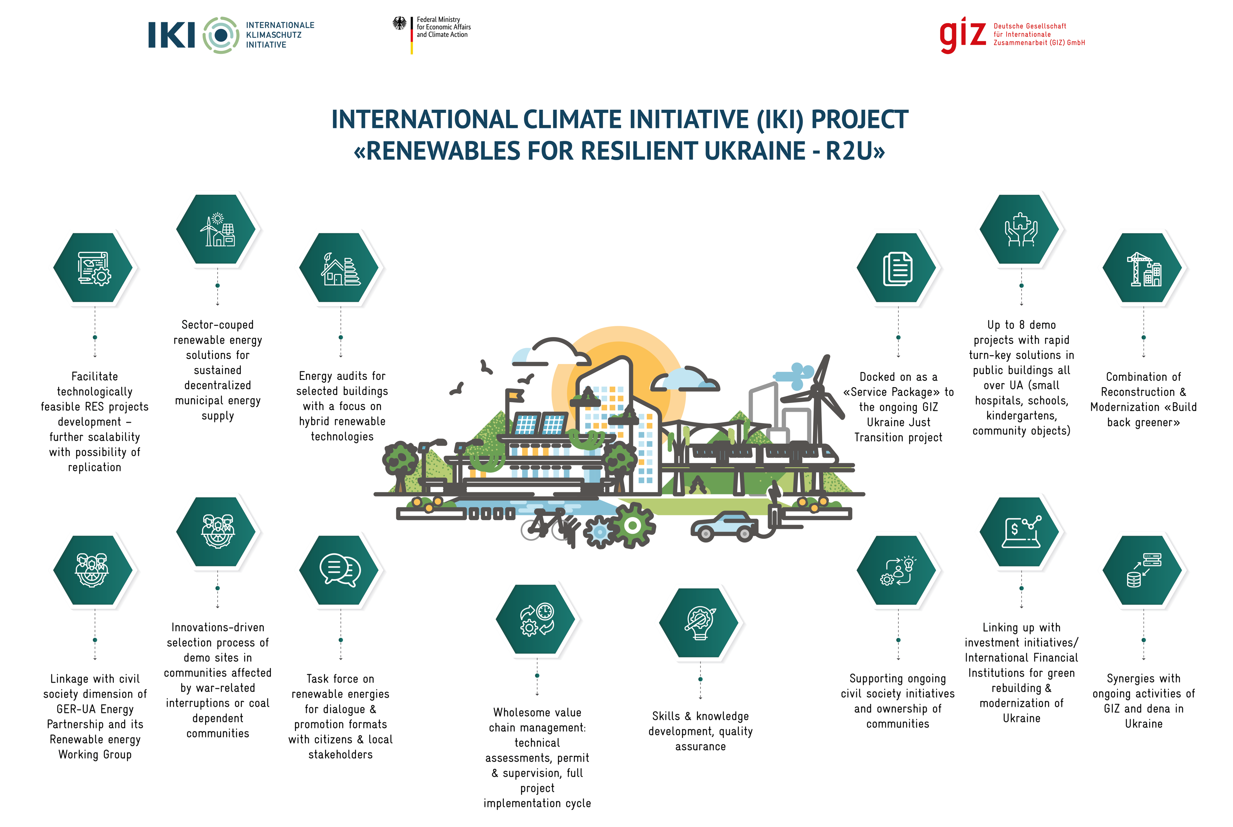 IKI
INTERNATIONALE
KLIMASCHUTZ
INITIATIVE
Federal Ministry
for Economic Affairs
and Climate Action
giz
Deutsche Gesellschaft
für Internationale
Zusammenarbeit (GIZ) GmbH
INTERNATIONAL CLIMATE INITIATIVE (IKI) PROJECT
«RENEWABLES FOR RESILIENT UKRAINE - R2U»
Facilitate
technologically
feasible RES projects
development –
further scalability
with possibility of
replication
Sector-couped
renewable energy
solutions for
sustained
decentralized
municipal energy
supply
Energy audits for
selected buildings
with a focus on
hybrid renewable
technologies
Docked on as a
«Service Package» to
the ongoing GIZ
Ukraine Just
Transition project
Up to 8 demo
projects with rapid
turn-key solutions in
public buildings all
over UA (small
hospitals, schools,
kindergartens,
community objects)
Combination of
Reconstruction &
Modernization «Build
back greener»
Linkage with civil
society dimension of
GER-UA Energy
Partnership and its
Renewable energy
Working Group
Innovations-driven
selection process of
demo sites in
communities affected
by war-related
interruptions or coal
dependent
communities
Task force on
renewable energies
for dialogue &
promotion formats
with citizens & local
stakeholders
Wholesome value
chain management:
technical
assessments, permit
& supervision, full
project
implementation cycle
Skills & knowledge
development, quality
assurance
Supporting ongoing
civil society initiatives
and ownership of
communities
$
Linking up with
investment initiatives/
International Financial
Institutions for green
rebuilding &
modernization of
Ukraine
Synergies with
ongoing activities of
GIZ and dena in
Ukraine